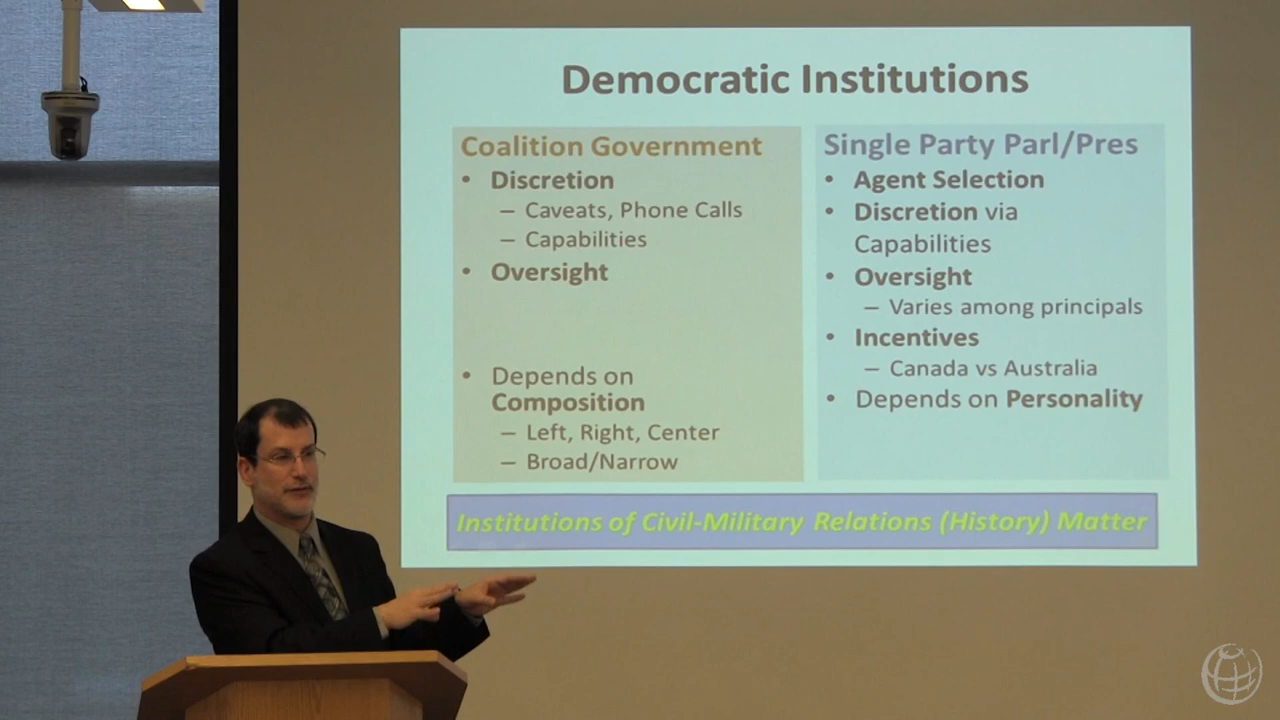 Democratic Institutions
Coalition Government
• Discretion
– Caveats, Phone Calls
– Capabilities
• Oversight
• Depends on
Composition
– Left, Right, Center
– Broad/Narrow
Single Party Parl/Pres
• Agent Selection
• Discretion via
Capabilities
• Oversight
– Varies among principals
• Incentives
– Canada vs Australia
• Depends on Personality
Institutions of Civil-Military Relations (History) Matter